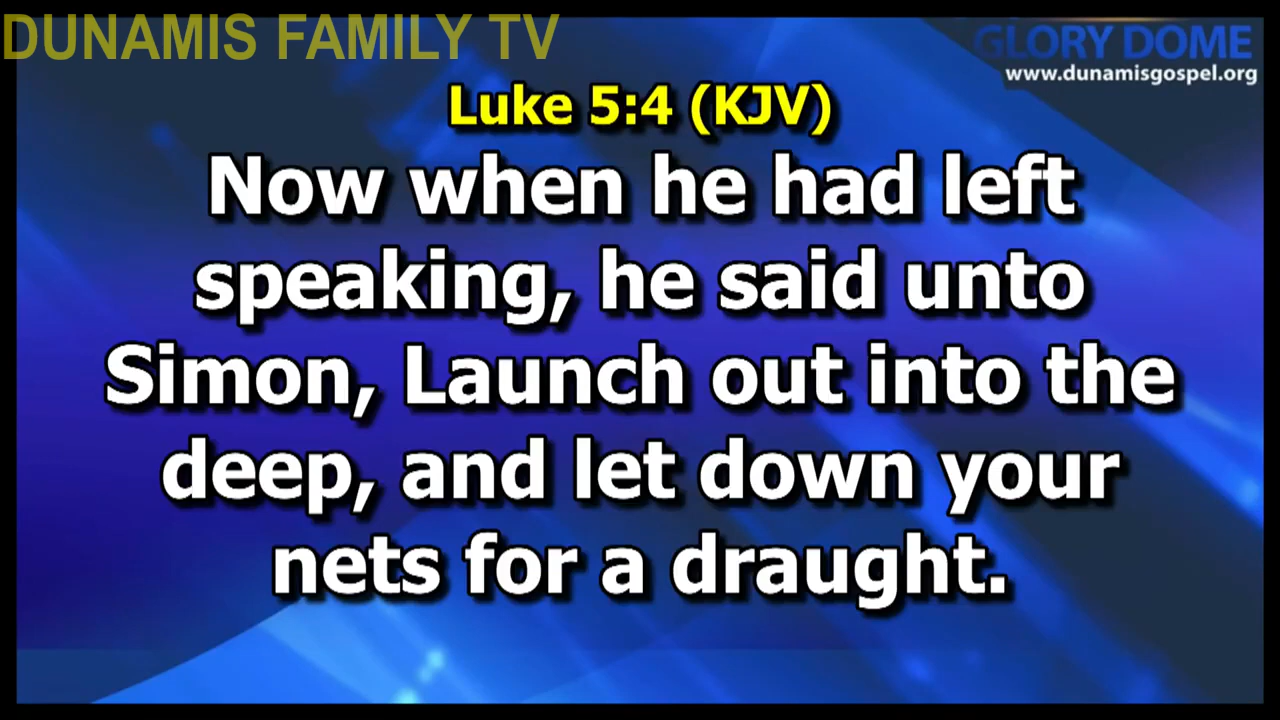 DUNAMIS FAMILY TV
GLORY DOME
www.dunamisgospel.org
Luke 5:4 (KJV)
Now when he had left
speaking, he said unto
Simon, Launch out into the
deep, and let down your
nets for a draught.